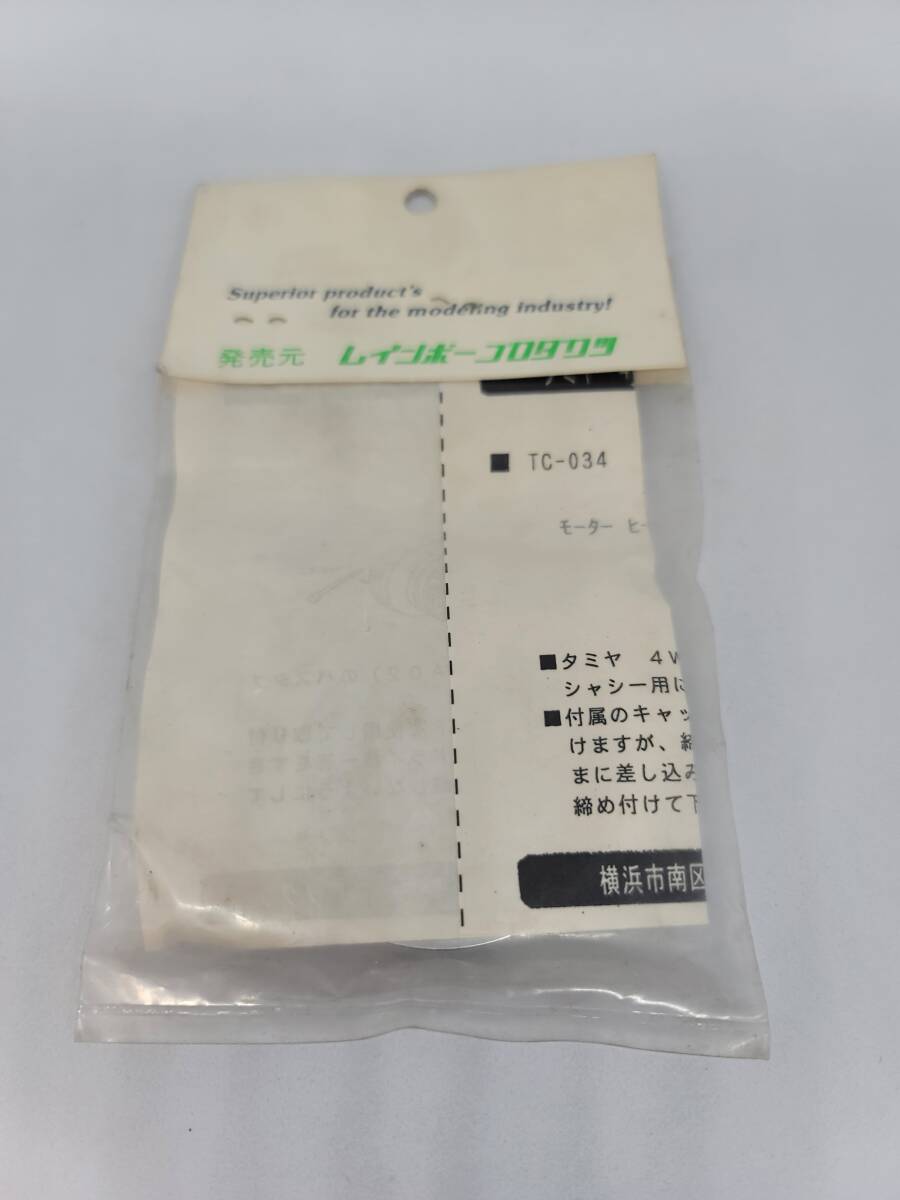 Superior product's
for the modeling industry!
発売元 レインボープロダクツ
■ TC-034
モーター ヒ
■タミヤ 4W
シャシー用に
■付属のキャッ
けますが、
まに差し込み
締め付けて下
横浜市南区